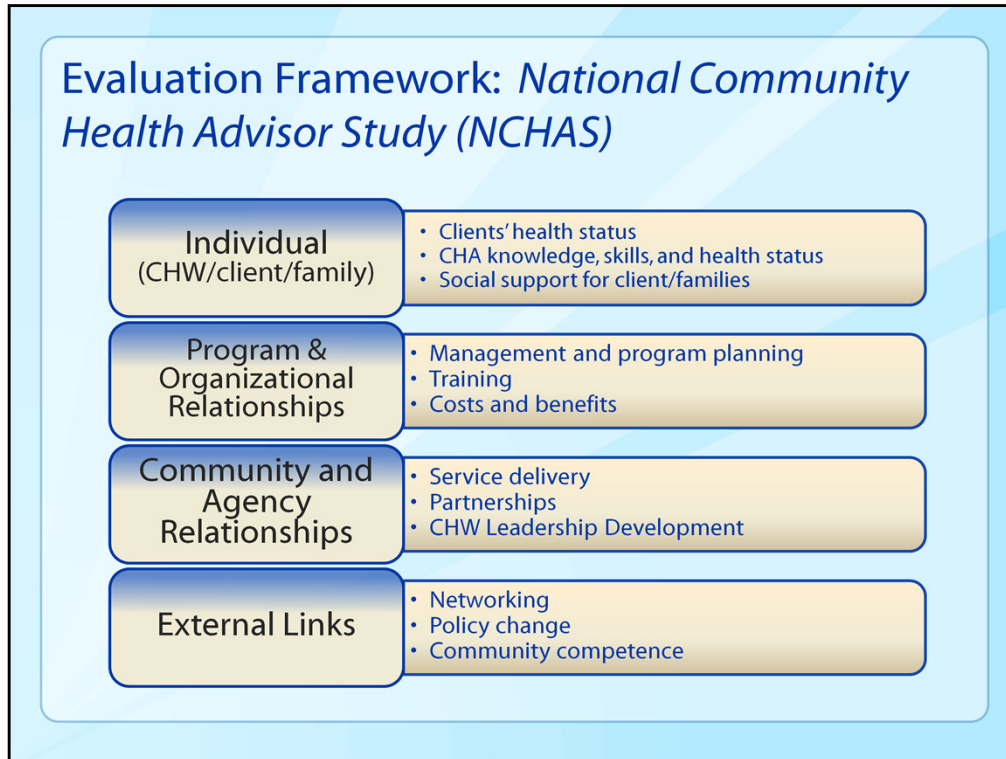 Evaluation Framework: National Community
Health Advisor Study (NCHAS)
Individual
(CHW/client/family)
• Clients' health status
• CHA knowledge, skills, and health status
• Social support for client/families
Program &
Organizational
Relationships
• Management and program planning
• Training
• Costs and benefits
Community and
Agency
Relationships
• Service delivery
• Partnerships
• CHW Leadership Development
External Links
• Networking
• Policy change
• Community competence